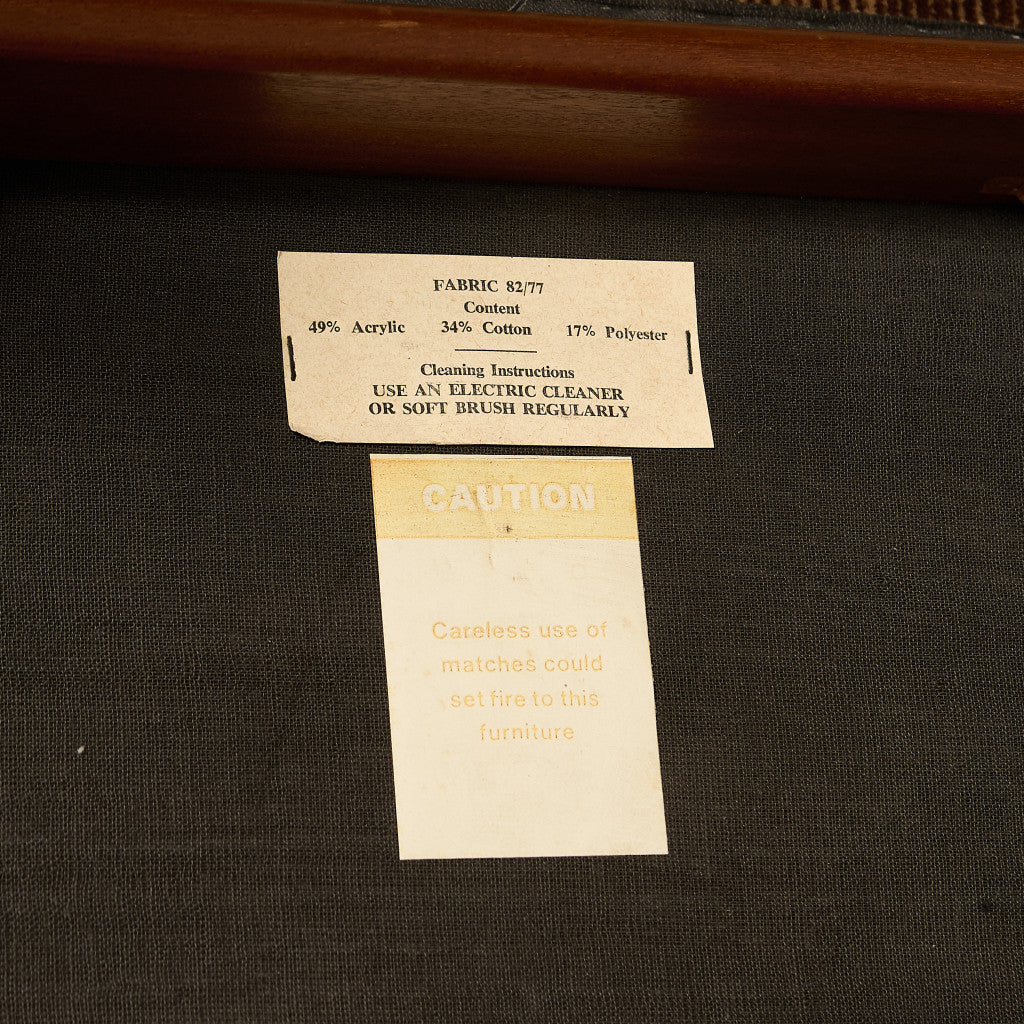 FABRIC 82/77
Content
49% Acrylic 34% Cotton 17% Polyester
Cleaning Instructions
USE AN ELECTRIC CLEANER
OR SOFT BRUSH REGULARLY
CAUTION
Careless use of
matches could
set fire to this
furniture